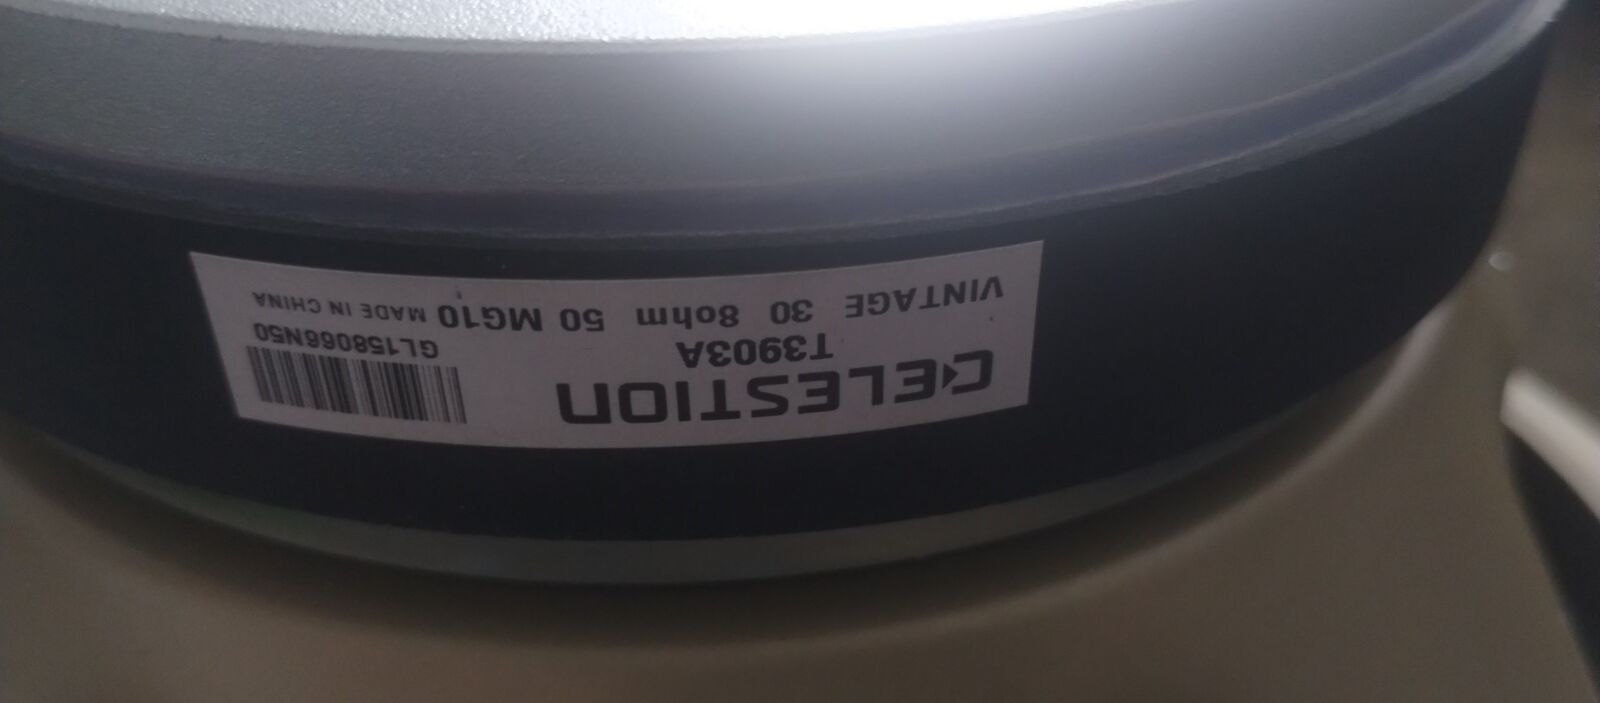 CELESTION
T3903A
VINTAGE 30 8ohm 50 MG10 MADE IN CHINA
GL158066N50